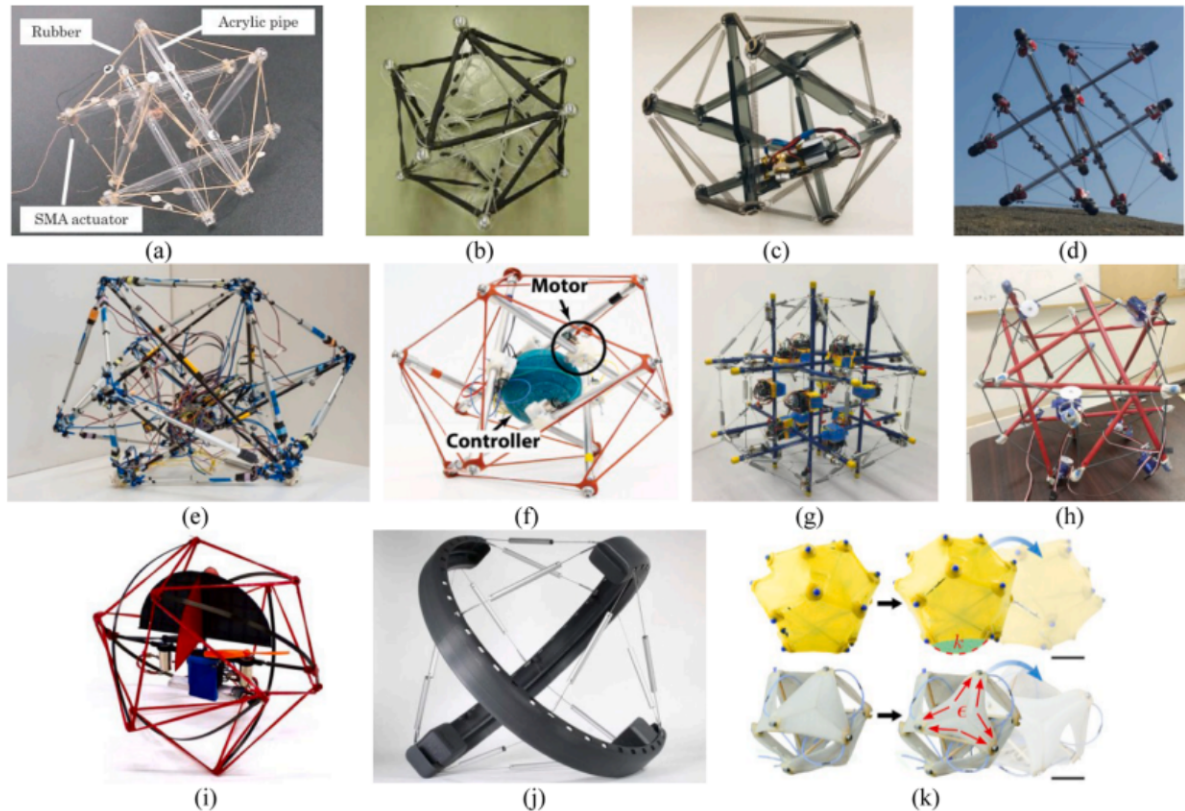 Rubber
Acrylic pipe
SMA actuator
(a)
(b)
(c)
(d)
Motor
Controller
(e)
(f)
(g)
(h)
k
ϵ
(i)
(j)
(k)